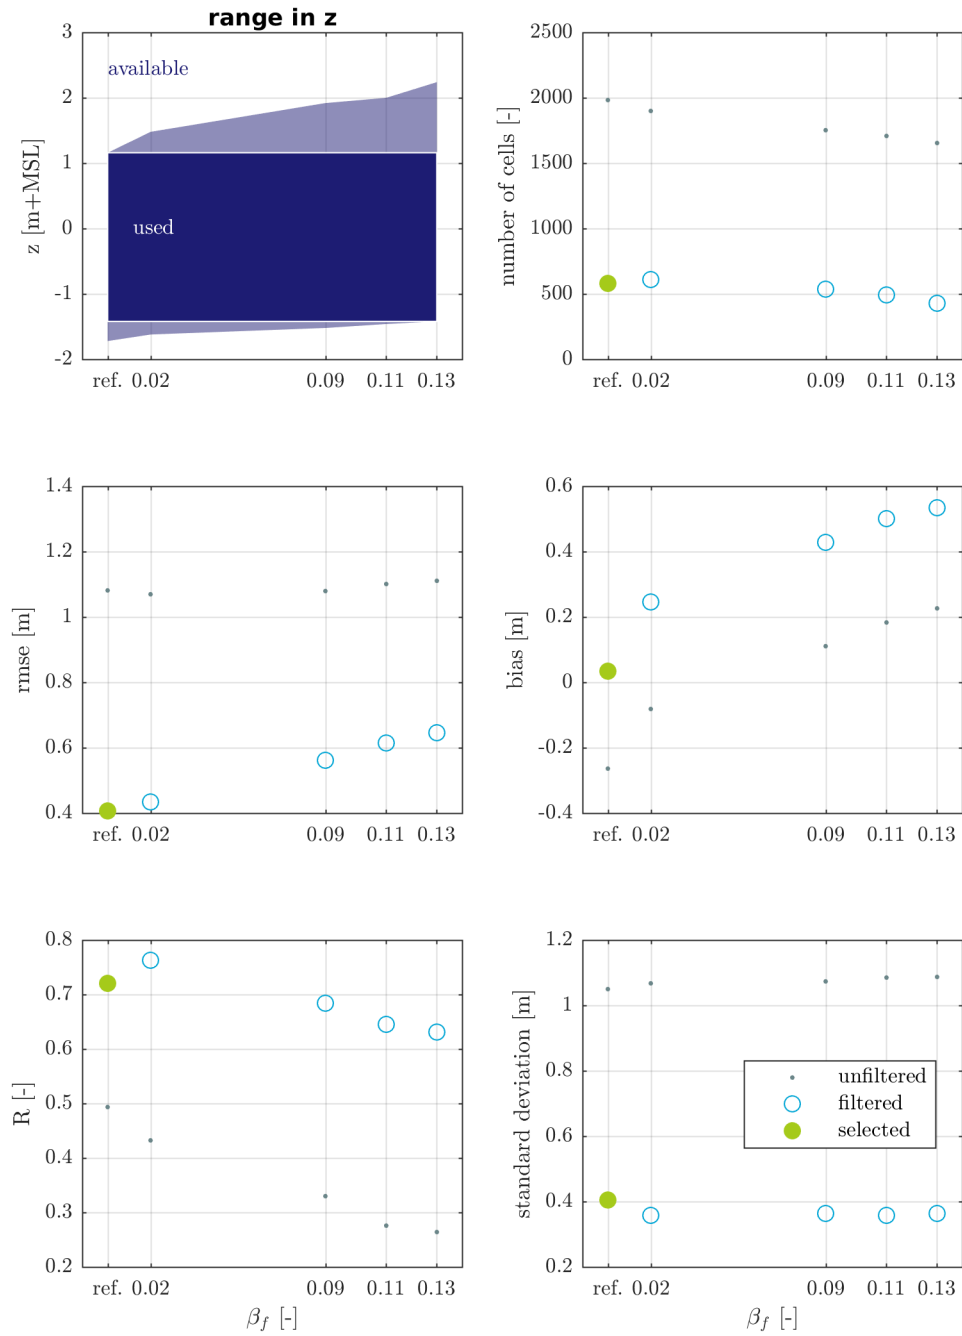 range in z
3
2
1
0
-1
-2
z [m+MSL]
available
used
ref. 0.02 0.09 0.11 0.13
2500
2000
1500
1000
500
0
number of cells [-]
ref. 0.02 0.09 0.11 0.13
1.4
1.2
1
0.8
0.6
0.4
rmse [m]
ref. 0.02 0.09 0.11 0.13
0.6
0.4
0.2
0
-0.2
-0.4
bias [m]
ref. 0.02 0.09 0.11 0.13
0.8
0.7
0.6
0.5
0.4
0.3
0.2
R [-]
ref. 0.02 0.09 0.11 0.13
β_f [-]
1.2
1
0.8
0.6
0.4
0.2
standard deviation [m]
unfiltered
filtered
selected
ref. 0.02 0.09 0.11 0.13
β_f [-]